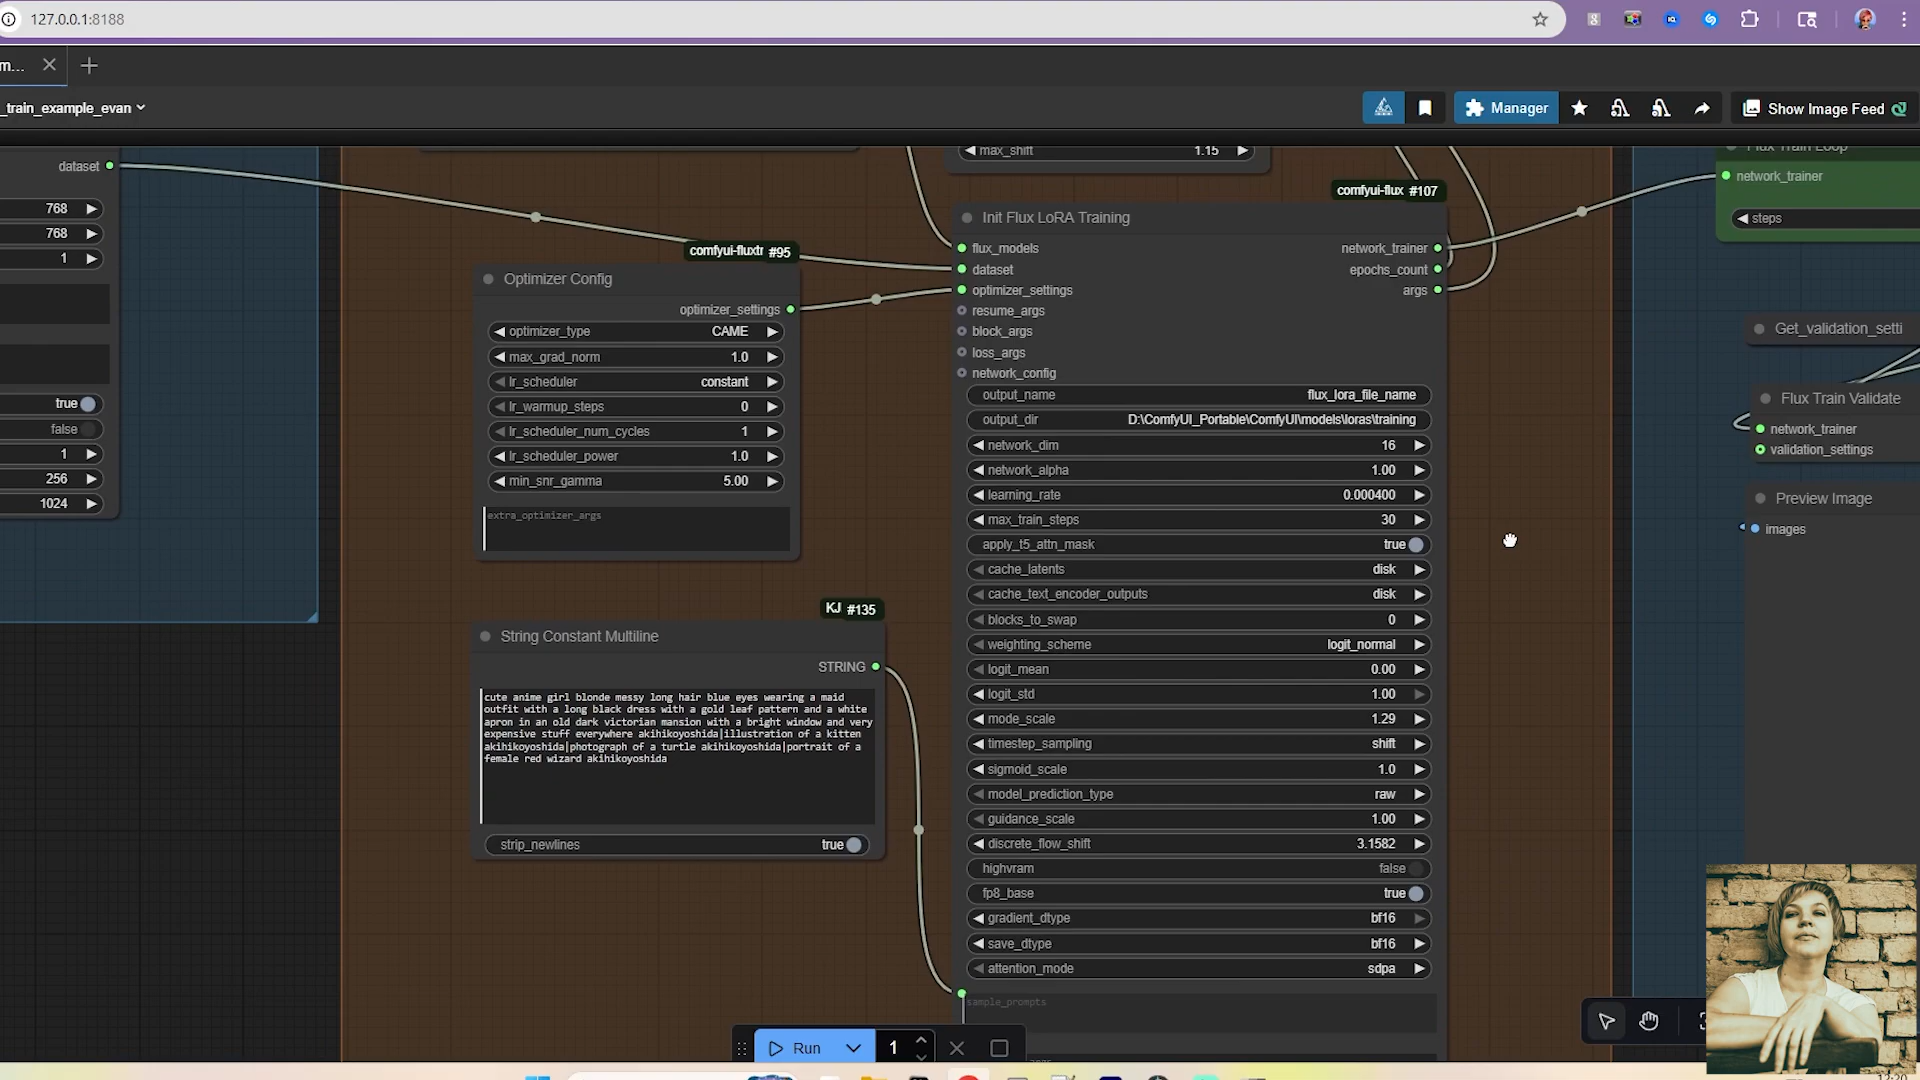 127.0.0.1:8188
m...
_train_example_evan
Manager
Show Image Feed
dataset
768
768
1
true
false
1
256
1024
max_shift 1.15
comfyui-fluxtr #95
Optimizer Config
optimizer_settings
optimizer_type CAME
max_grad_norm 1.0
lr_scheduler constant
lr_warmup_steps 0
lr_scheduler_num_cycles 1
lr_scheduler_power 1.0
min_snr_gamma 5.00
extra_optimizer_args
KJ #135
String Constant Multiline
STRING
cute anime girl blonde messy long hair blue eyes wearing a maid
outfit with a long black dress with a gold leaf pattern and a white
apron in an old dark victorian mansion with a bright window and very
expensive stuff everywhere akihikoyoshida|illustration of a kitten
akihikoyoshida|photograph of a turtle akihikoyoshida|portrait of a
female red wizard akihikoyoshida
strip_newlines true
comfyui-flux #107
Init Flux LoRA Training
flux_models network_trainer
dataset epochs_count
optimizer_settings args
resume_args
block_args
loss_args
network_config
output_name flux_lora_file_name
output_dir D:\ComfyUI_Portable\ComfyUI\models\loras\training
network_dim 16
network_alpha 1.00
learning_rate 0.000400
max_train_steps 30
apply_t5_attn_mask true
cache_latents disk
cache_text_encoder_outputs disk
blocks_to_swap 0
weighting_scheme logit_normal
logit_mean 0.00
logit_std 1.00
mode_scale 1.29
timestep_sampling shift
sigmoid_scale 1.0
model_prediction_type raw
guidance_scale 1.00
discrete_flow_shift 3.1582
highvram false
fp8_base true
gradient_dtype bf16
save_dtype bf16
attention_mode sdpa
sample_prompts
Flux Train Loop
network_trainer
steps
Get_validation_setti
Flux Train Validate
network_trainer
validation_settings
Preview Image
images
Run 1